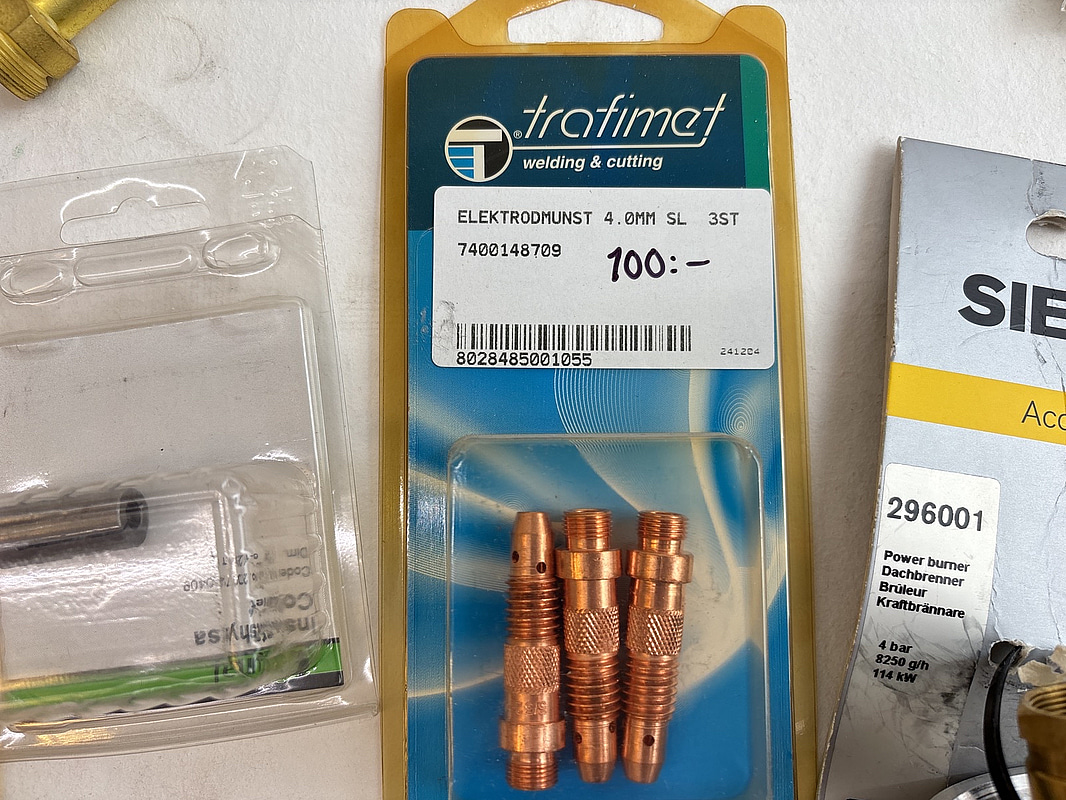 trafimet
®
welding & cutting
ELEKTRODMUNST 4.0MM SL 3ST
7400148709
100:-
8028485001055
241204
SIE
Acc
296001
Power burner
Dachbrenner
Brûleur
Kraftbrännare
4 bar
8250 g/h
114 kW